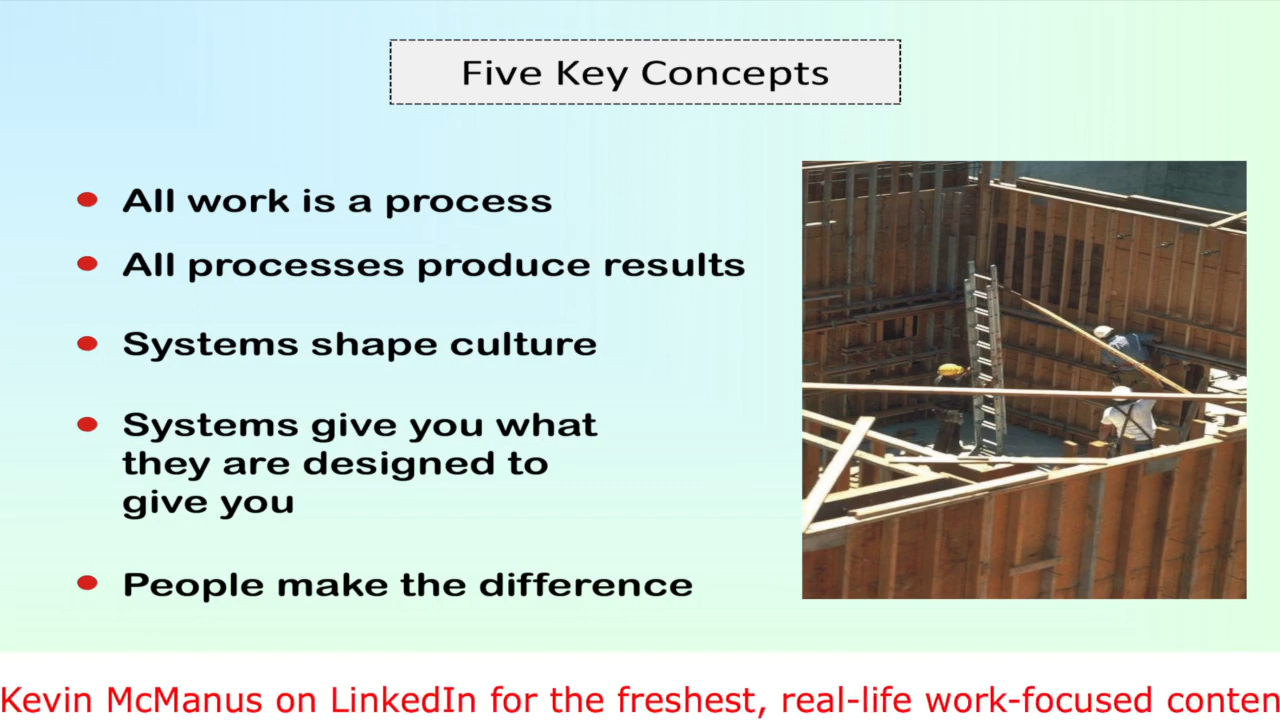 Five Key Concepts
All work is a process
All processes produce results
Systems shape culture
Systems give you what
they are designed to
give you
People make the difference
Kevin McManus on LinkedIn for the freshest, real-life work-focused conten